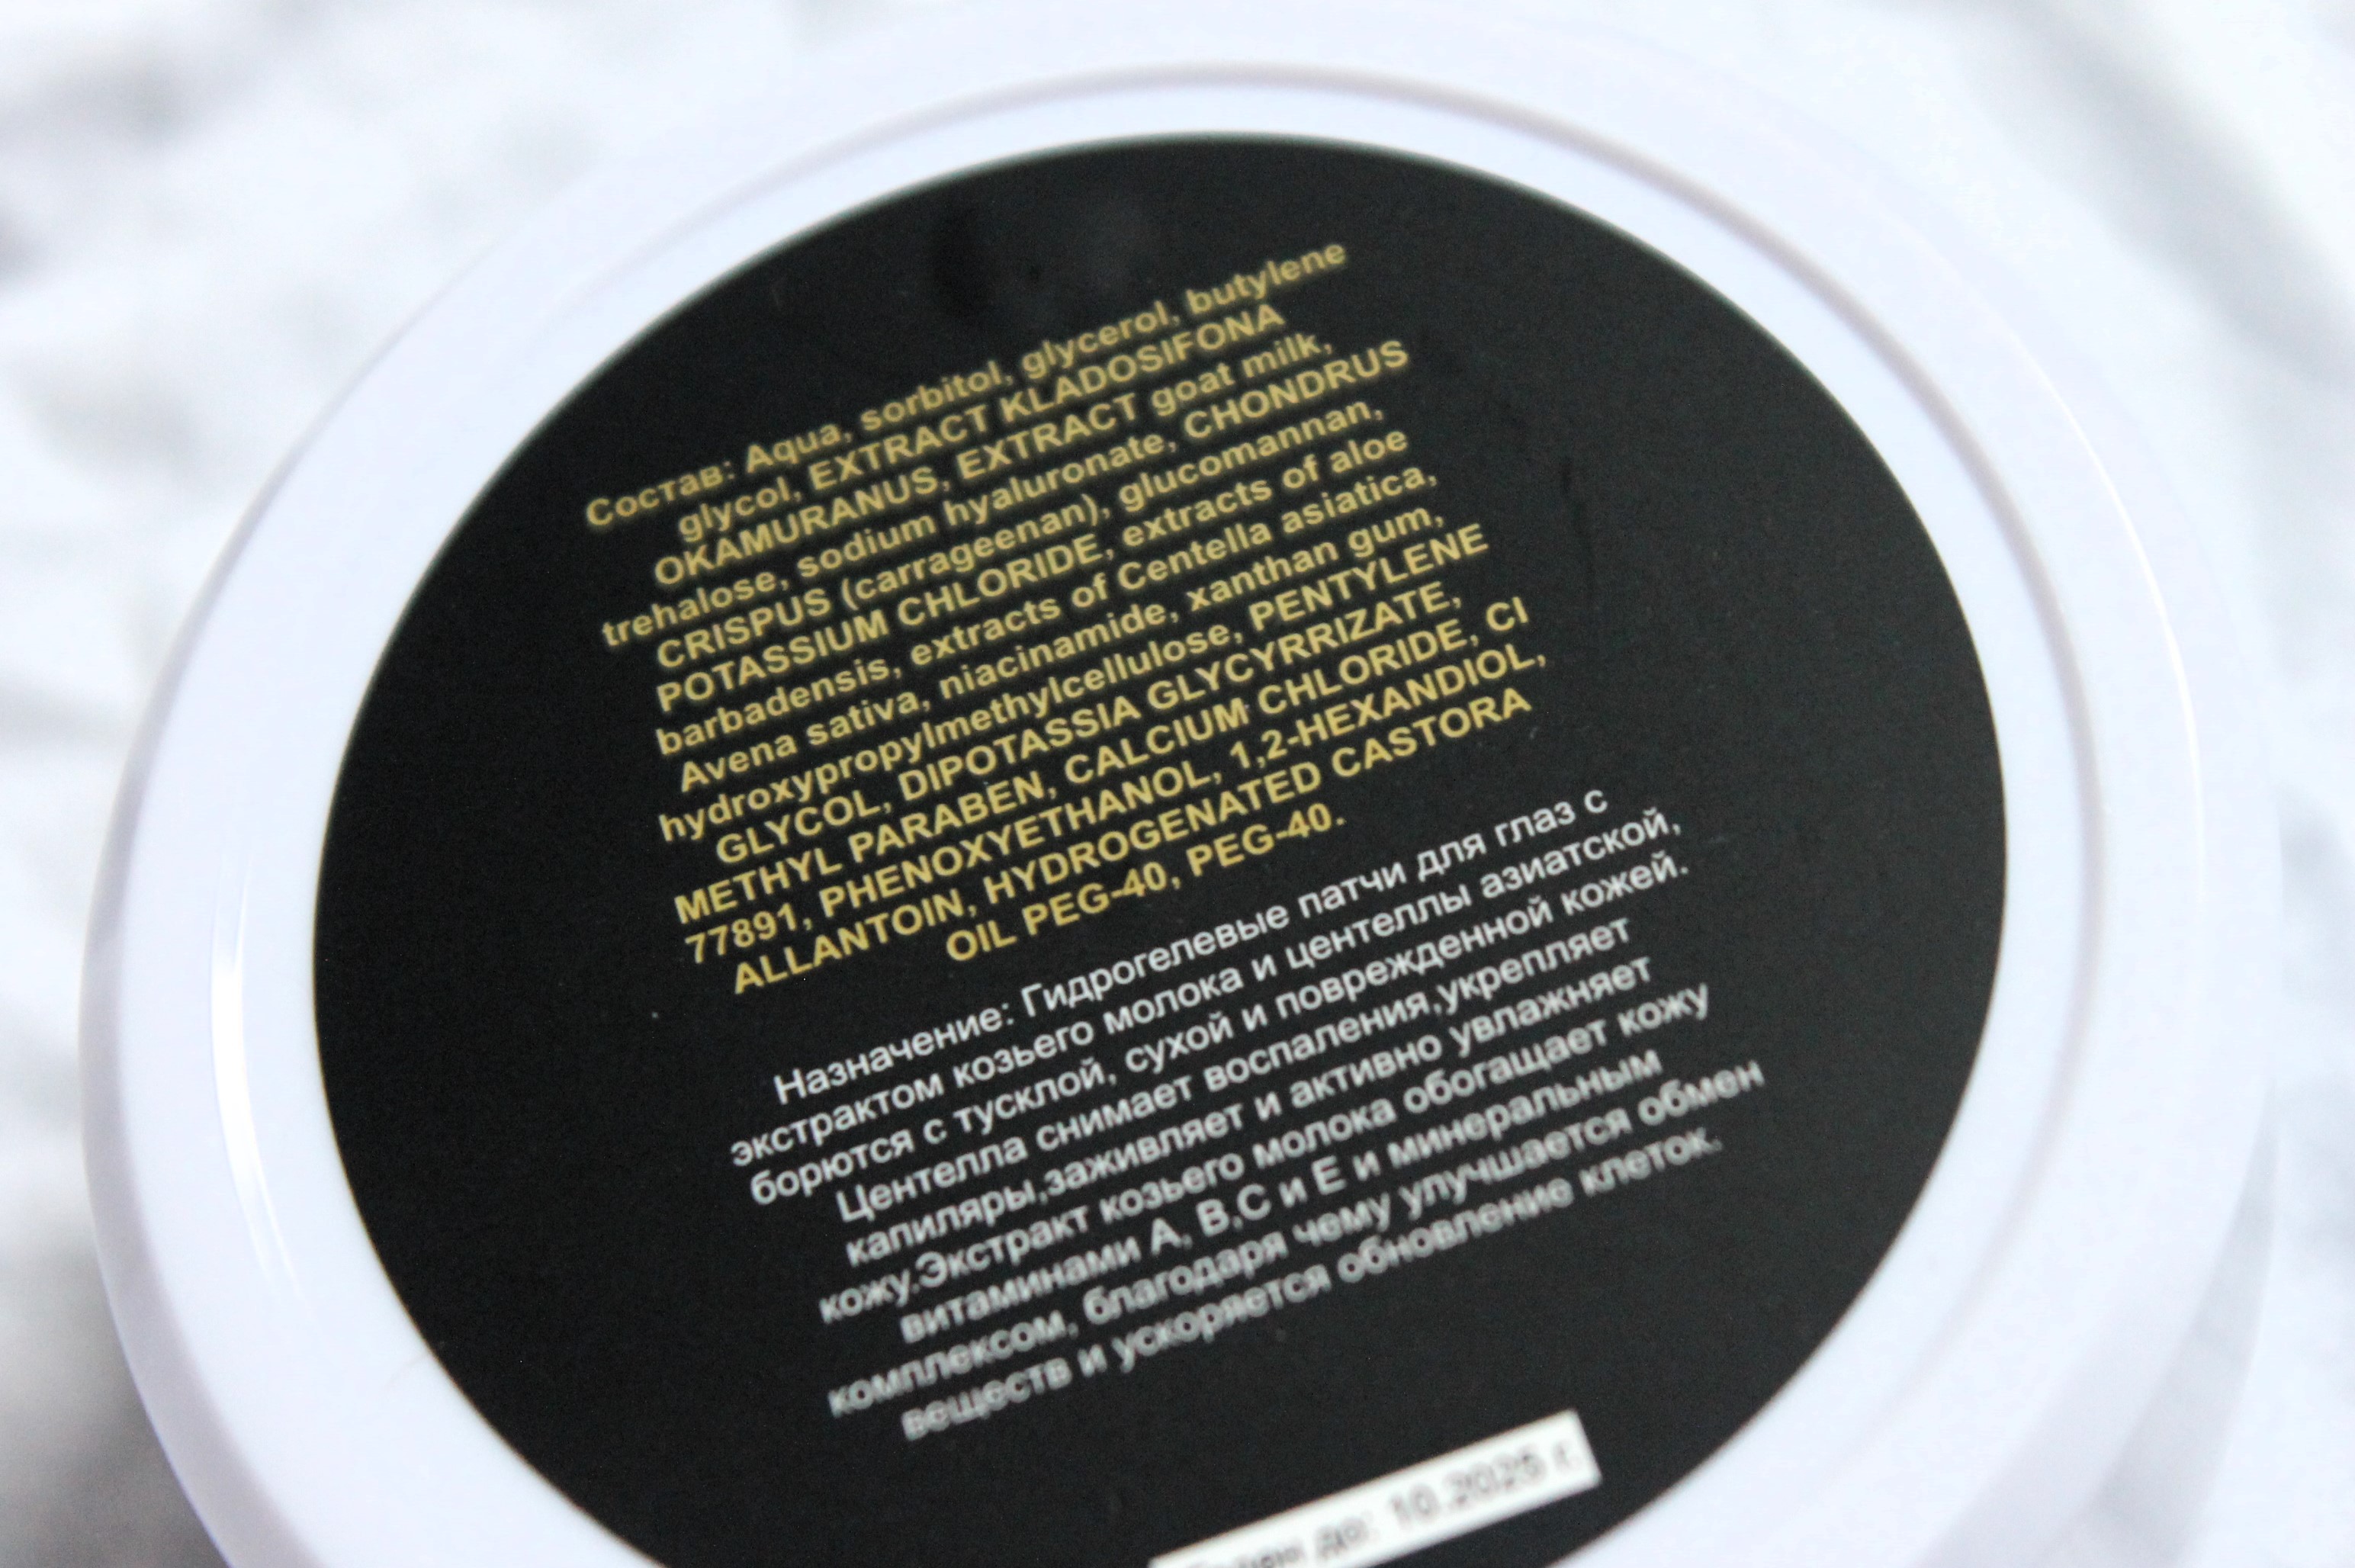 Состав: Aqua, sorbitol, glycerol, butylene
glycol, EXTRACT KLADOSIFONA
OKAMURANUS, EXTRACT goat milk,
trehalose, sodium hyaluronate, CHONDRUS
CRISPUS (carrageenan), glucomannan,
POTASSIUM CHLORIDE, extracts of aloe
barbadensis, extracts of Centella asiatica,
Avena sativa, niacinamide, xanthan gum,
hydroxypropylmethylcellulose, PENTYLENE
GLYCOL, DIPOTASSIA GLYCYRRIZATE,
METHYL PARABEN, CALCIUM CHLORIDE, CI
77891, PHENOXYETHANOL, 1,2-HEXANDIOL,
ALLANTOIN, HYDROGENATED CASTORA
OIL PEG-40, PEG-40.
Назначение: Гидрогелевые патчи для глаз с
экстрактом козьего молока и центеллы азиатской,
борются с тусклой, сухой и поврежденной кожей.
Центелла снимает воспаления,укрепляет
капиляры,заживляет и активно увлажняет
кожу.Экстракт козьего молока обогащает кожу
витаминами А, В,С и Е и минеральным
комплексом, благодаря чему улучшается обмен
веществ и ускоряется обновление клеток.
до: 10.2025 г.